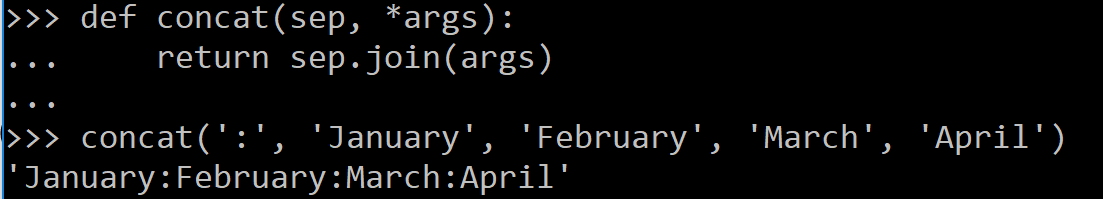 >>> def concat(sep, *args):
...     return sep.join(args)
...
>>> concat(':', 'January', 'February', 'March', 'April')
'January:February:March:April'